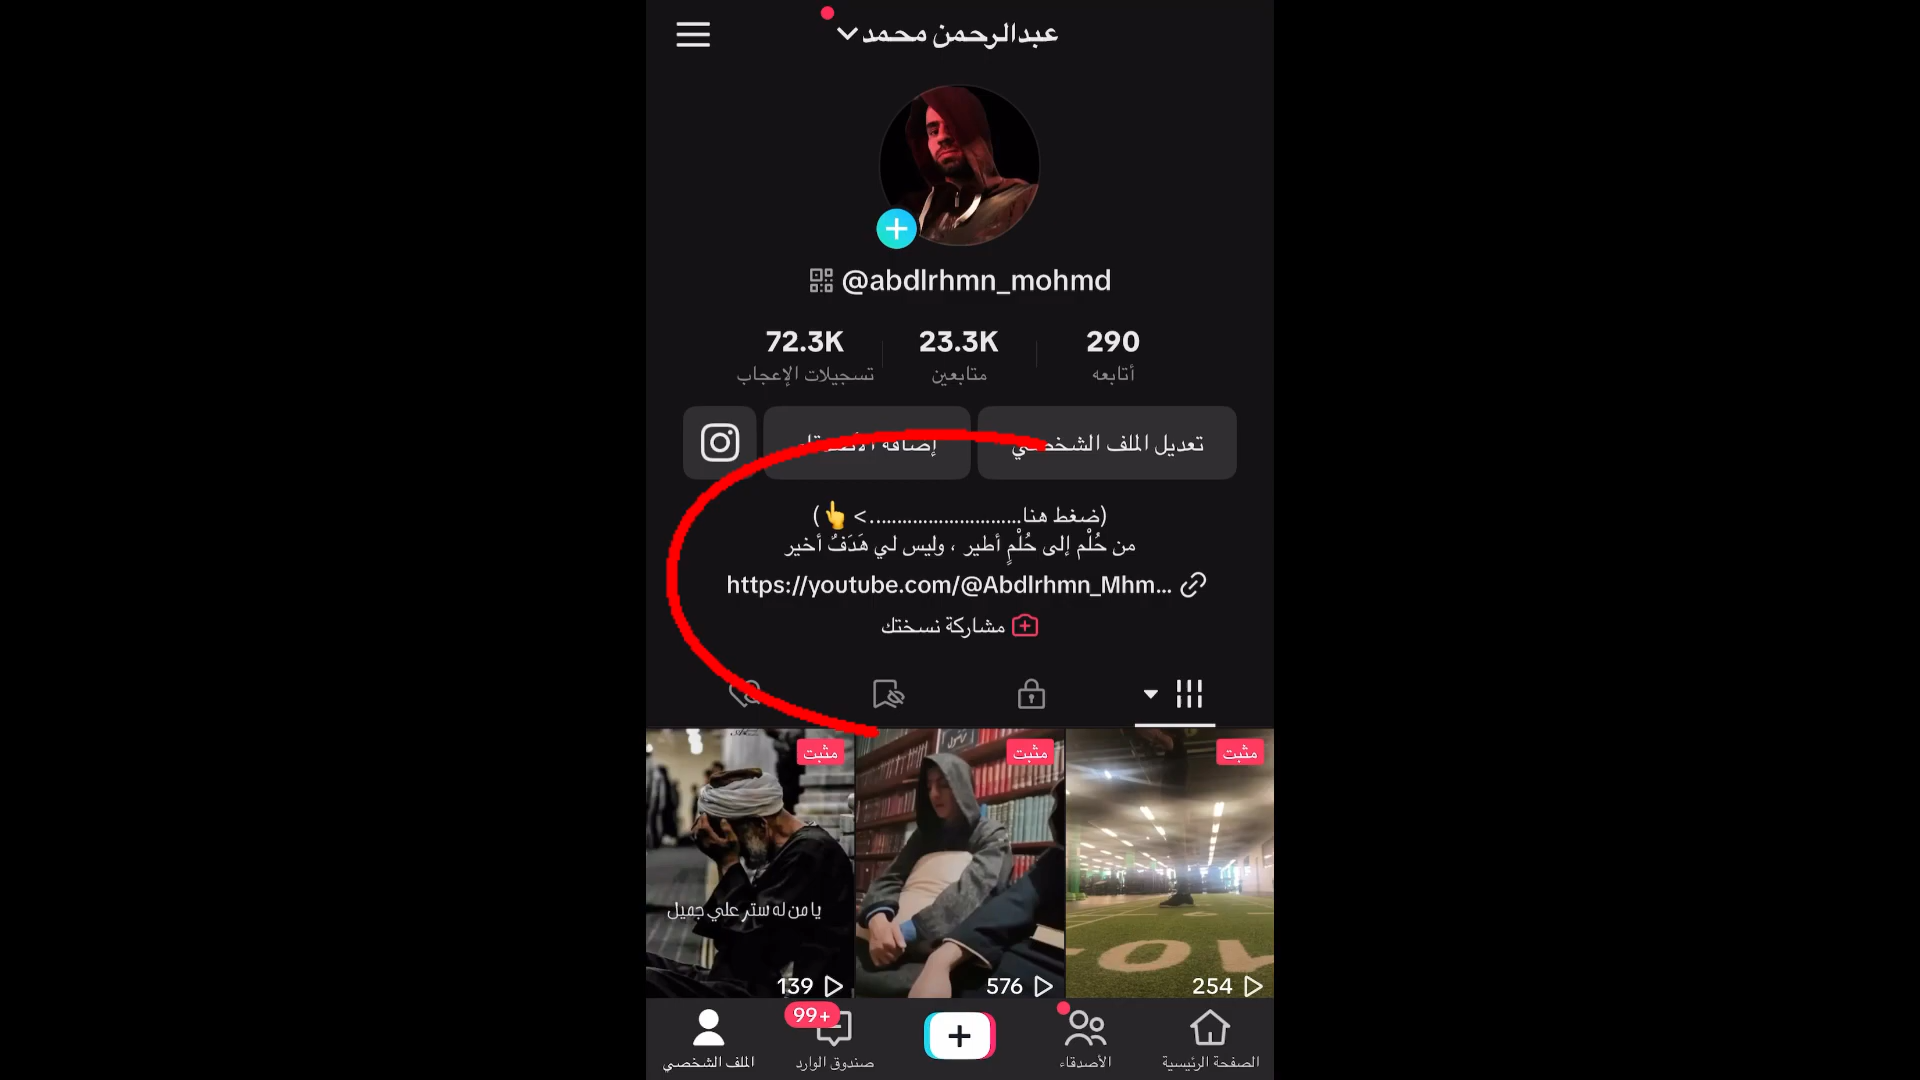 عبدالرحمن محمد
@abdlrhmn_mohmd
290
أتابعه
23.3K
متابعين
72.3K
تسجيلات الإعجاب
تعديل الملف الشخصي
إضافة
(ضغط هنا............................> 👆)
من حُلْم إلى حُلْمٍ أطير ، وليس لي هَدَفٌ أخير
https://youtube.com/@Abdlrhmn_Mhm...
مشاركة نسختك
مثبت
مثبت
مثبت
يا من له ستر علي جميل
254
576
139
99+
الصفحة الرئيسية
الأصدقاء
صندوق الوارد
الملف الشخصي